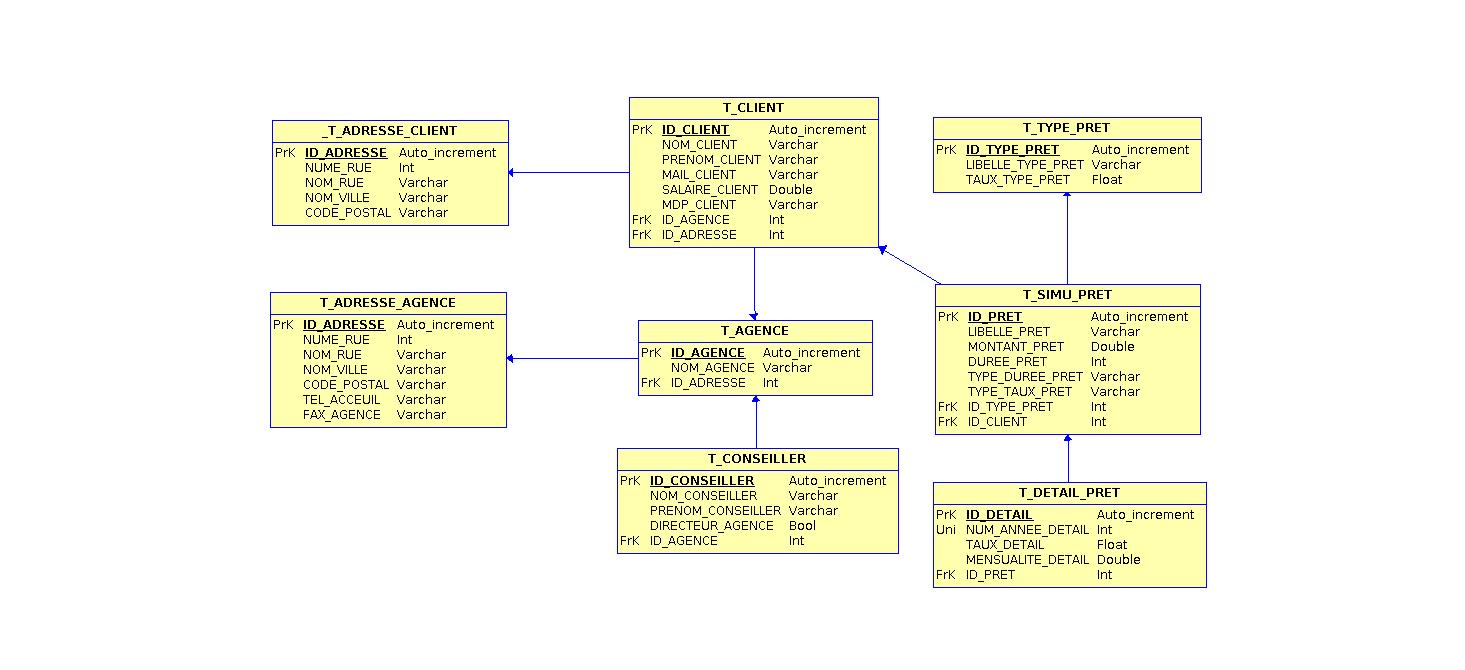 _T_ADRESSE_CLIENT
PrK ID_ADRESSE Auto_increment
NUME_RUE Int
NOM_RUE Varchar
NOM_VILLE Varchar
CODE_POSTAL Varchar
T_CLIENT
PrK ID_CLIENT Auto_increment
NOM_CLIENT Varchar
PRENOM_CLIENT Varchar
MAIL_CLIENT Varchar
SALAIRE_CLIENT Double
MDP_CLIENT Varchar
FrK ID_AGENCE Int
FrK ID_ADRESSE Int
T_TYPE_PRET
PrK ID_TYPE_PRET Auto_increment
LIBELLE_TYPE_PRET Varchar
TAUX_TYPE_PRET Float
T_ADRESSE_AGENCE
PrK ID_ADRESSE Auto_increment
NUME_RUE Int
NOM_RUE Varchar
NOM_VILLE Varchar
CODE_POSTAL Varchar
TEL_ACCEUIL Varchar
FAX_AGENCE Varchar
T_AGENCE
PrK ID_AGENCE Auto_increment
NOM_AGENCE Varchar
FrK ID_ADRESSE Int
T_SIMU_PRET
PrK ID_PRET Auto_increment
LIBELLE_PRET Varchar
MONTANT_PRET Double
DUREE_PRET Int
TYPE_DUREE_PRET Varchar
TYPE_TAUX_PRET Varchar
FrK ID_TYPE_PRET Int
FrK ID_CLIENT Int
T_CONSEILLER
PrK ID_CONSEILLER Auto_increment
NOM_CONSEILLER Varchar
PRENOM_CONSEILLER Varchar
DIRECTEUR_AGENCE Bool
FrK ID_AGENCE Int
T_DETAIL_PRET
PrK ID_DETAIL Auto_increment
Uni NUM_ANNEE_DETAIL Int
TAUX_DETAIL Float
MENSUALITE_DETAIL Double
FrK ID_PRET Int